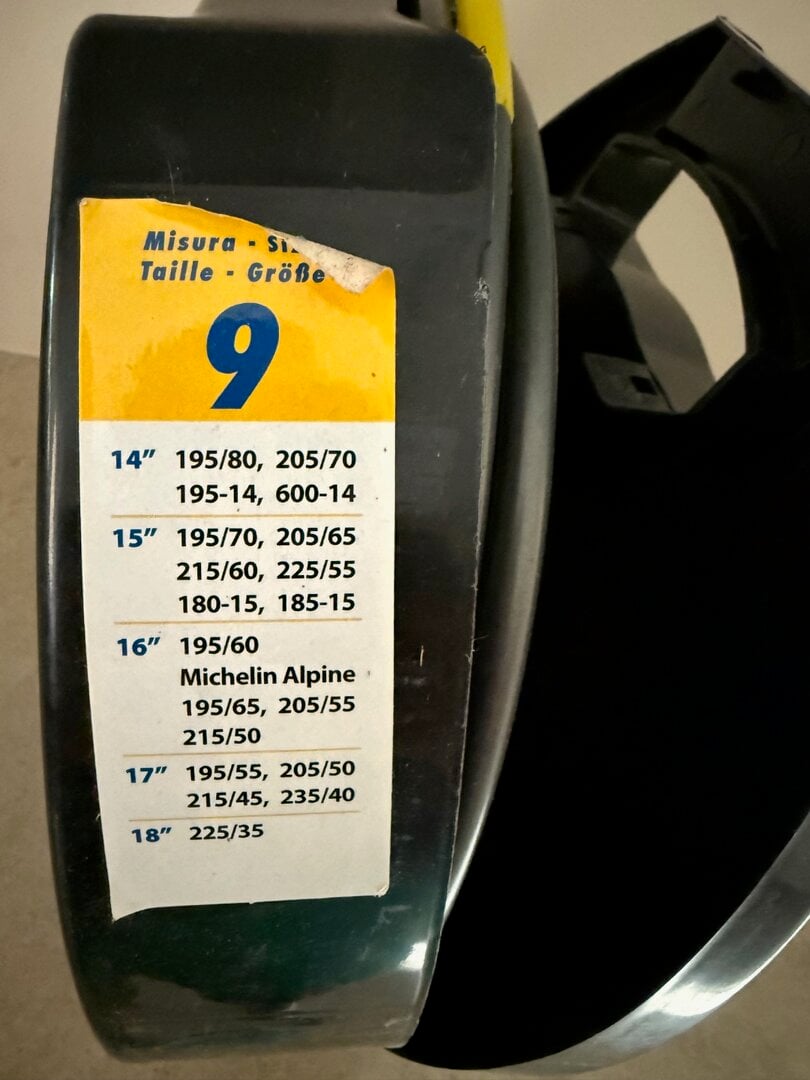 Misura -
Taille - Größe
9
14” 195/80, 205/70
195-14, 600-14
15” 195/70, 205/65
215/60, 225/55
180-15, 185-15
16” 195/60
Michelin Alpine
195/65, 205/55
215/50
17” 195/55, 205/50
215/45, 235/40
18” 225/35